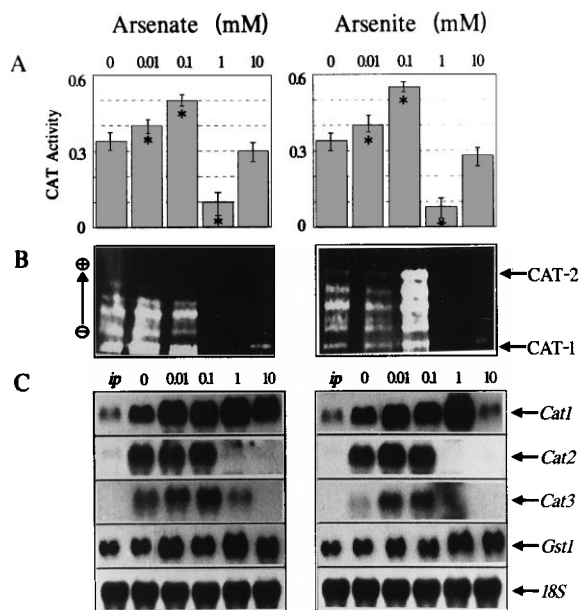 Arsenate (mM) Arsenite (mM)
A 0 0.01 0.1 1 10 0 0.01 0.1 1 10
0.6 0.6
CAT Activity
0.3 0.3
* * * * * *
0 0
B ⊕ ⊖ CAT-2
CAT-1
C ip 0 0.01 0.1 1 10 ip 0 0.01 0.1 1 10
Cat1
Cat2
Cat3
Gst1
18S